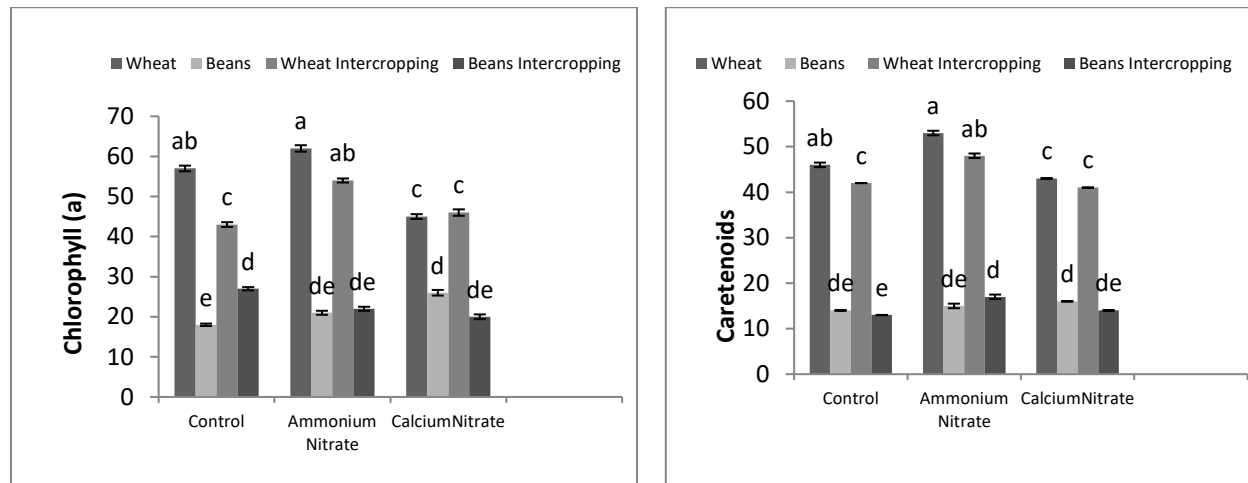 Wheat Beans Wheat Intercropping Beans Intercropping
70
60
50
40
30
20
10
0
Chlorophyll (a)
ab
e
c
d
a
de
ab
de
c
d
c
de
Control
Ammonium
Nitrate
CalciumNitrate
Wheat Beans Wheat Intercropping Beans Intercropping
60
50
40
30
20
10
0
Caretenoids
ab
de
c
e
a
de
ab
d
c
d
c
de
Control
Ammonium
Nitrate
CalciumNitrate